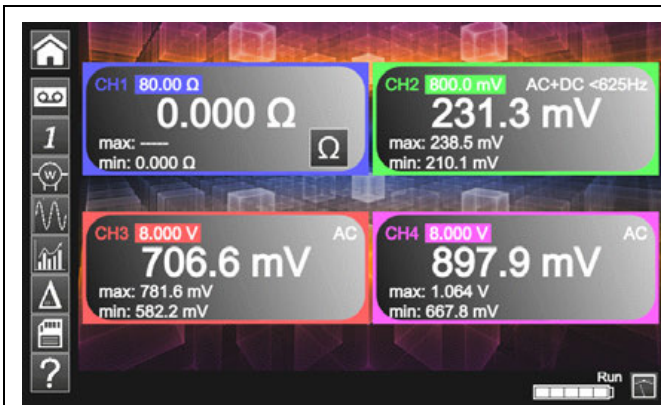 CH1 80.00 Ω
0.000 Ω
max: -----
min: 0.000 Ω
Ω
CH2 800.0 mV AC+DC <625Hz
231.3 mV
max: 238.5 mV
min: 210.1 mV
CH3 8.000 V AC
706.6 mV
max: 781.6 mV
min: 582.2 mV
CH4 8.000 V AC
897.9 mV
max: 1.064 V
min: 667.8 mV
1
W
Δ
?
Run